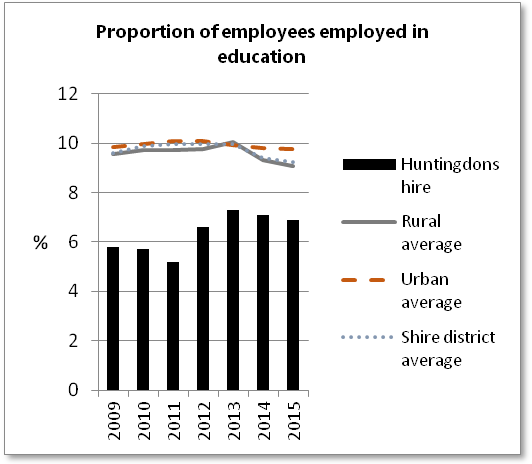 Proportion of employees employed in
education
12
10
8
6
4
2
0
%
2009
2010
2011
2012
2013
2014
2015
Huntingdons
hire
Rural
average
Urban
average
Shire district
average